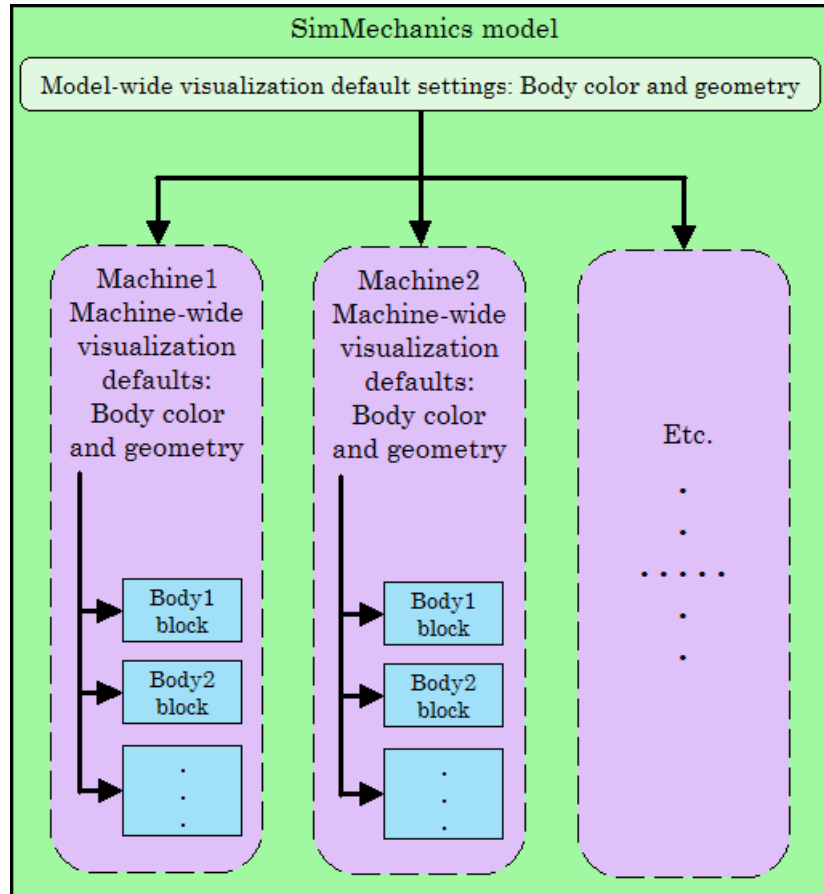 SimMechanics model
Model-wide visualization default settings: Body color and geometry
Machine1
Machine-wide
visualization
defaults:
Body color
and geometry
Body1
block
Body2
block
.
.
.
Machine2
Machine-wide
visualization
defaults:
Body color
and geometry
Body1
block
Body2
block
.
.
.
Etc.
.
.
. . . . .
.
.